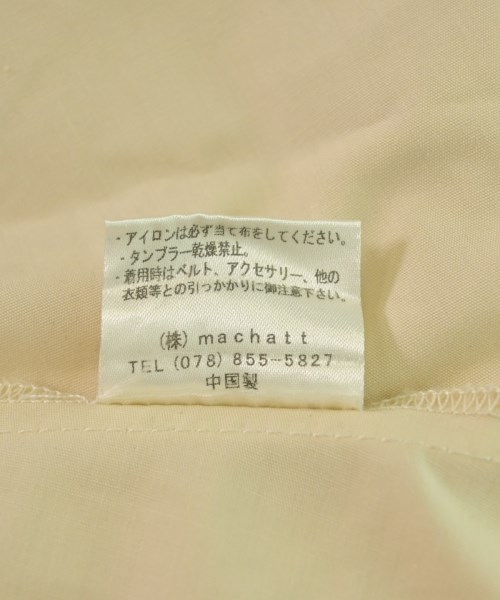 ・アイロンは必ず当て布をしてください。
・タンブラー乾燥禁止。
・着用時はベルト、アクセサリー、他の
衣類等との引っかかりに御注意下さい。
(株) machatt
TEL (078) 855-5827
中国製